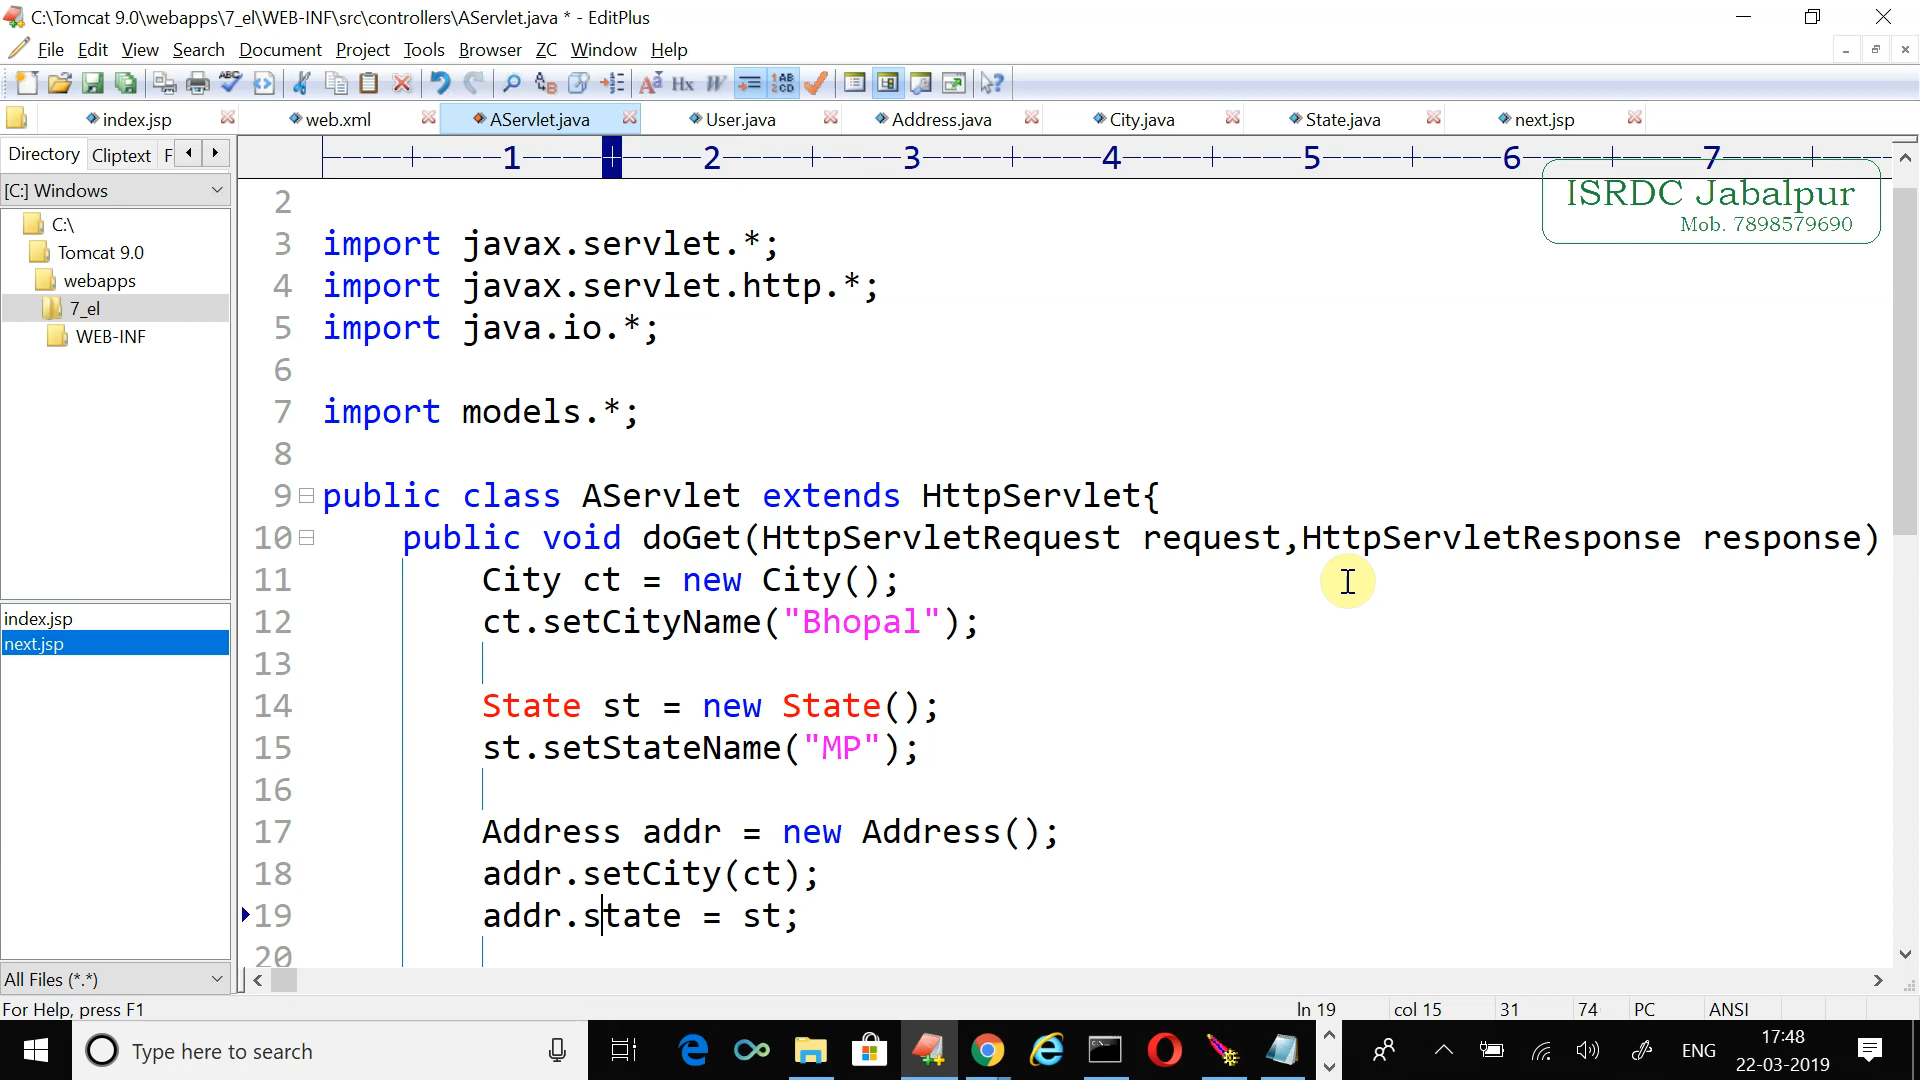 C:\Tomcat 9.0\webapps\7_el\WEB-INF\src\controllers\AServlet.java * - EditPlus
File Edit View Search Document Project Tools Browser ZC Window Help
index.jsp web.xml AServlet.java User.java Address.java City.java State.java next.jsp
Directory Cliptext F
[C:] Windows
C:\
Tomcat 9.0
webapps
7_el
WEB-INF
index.jsp
next.jsp
All Files (*.*)
1 2 3 4 5 6 7
ISRDC Jabalpur
Mob. 7898579690
2
3 import javax.servlet.*;
4 import javax.servlet.http.*;
5 import java.io.*;
6
7 import models.*;
8
9 public class AServlet extends HttpServlet{
10 public void doGet(HttpServletRequest request,HttpServletResponse response)
11 City ct = new City();
12 ct.setCityName("Bhopal");
13
14 State st = new State();
15 st.setStateName("MP");
16
17 Address addr = new Address();
18 addr.setCity(ct);
19 addr.state = st;
20
For Help, press F1 ln 19 col 15 31 74 PC ANSI
Type here to search
ENG
17:48
22-03-2019